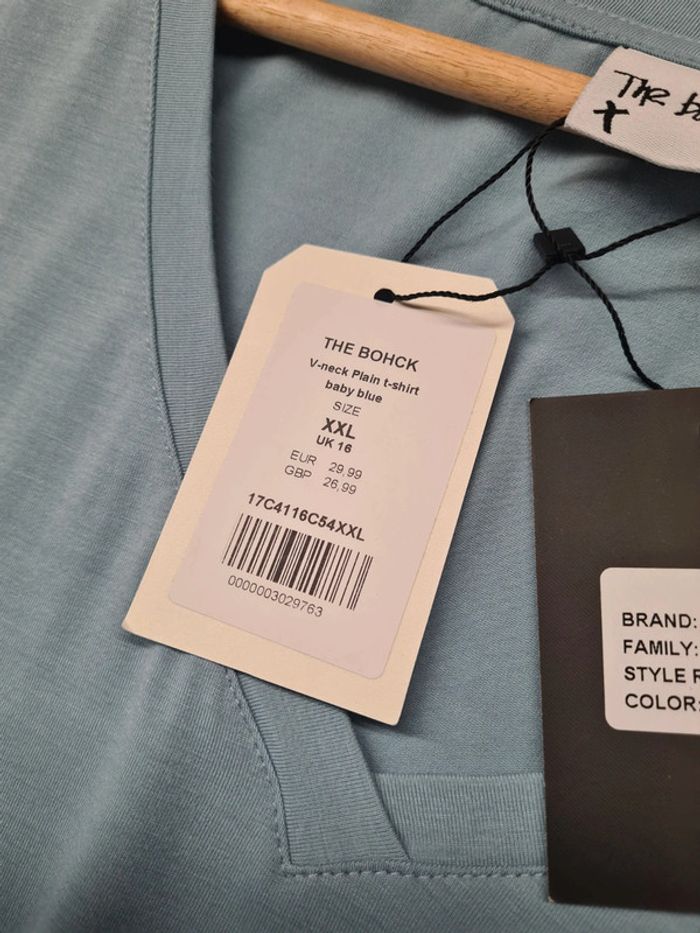 The
X
THE BOHCK
V-neck Plain t-shirt
baby blue
SIZE
XXL
UK 16
EUR 29,99
GBP 26,99
17C4116C54XXL
0000003029763
BRAND:
FAMILY:
STYLE
COLOR: